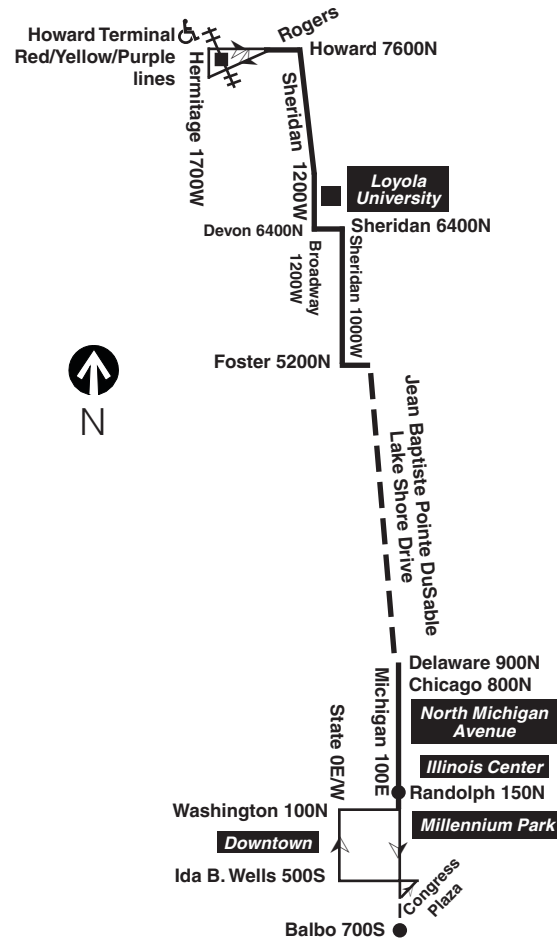 Howard Terminal
Red/Yellow/Purple
lines
Rogers
Howard 7600N
Hermitage 1700W
Sheridan 1200W
Loyola
University
Devon 6400N
Sheridan 6400N
Broadway
1200W
Sheridan 1000W
Foster 5200N
N
Jean Baptiste Pointe DuSable
Lake Shore Drive
Delaware 900N
Chicago 800N
Michigan 100E
North Michigan
Avenue
State 0E/W
Illinois Center
Randolph 150N
Washington 100N
Millennium Park
Downtown
Ida B. Wells 500S
Congress
Plaza
Balbo 700S